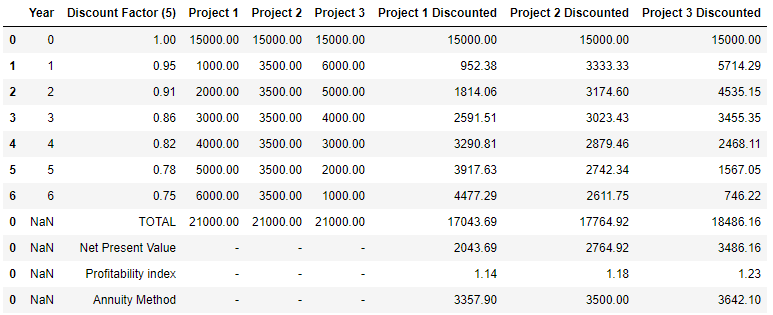 Year Discount Factor (5) Project 1 Project 2 Project 3 Project 1 Discounted Project 2 Discounted Project 3 Discounted
0 0 1.00 15000.00 15000.00 15000.00 15000.00 15000.00 15000.00
1 1 0.95 1000.00 3500.00 6000.00 952.38 3333.33 5714.29
2 2 0.91 2000.00 3500.00 5000.00 1814.06 3174.60 4535.15
3 3 0.86 3000.00 3500.00 4000.00 2591.51 3023.43 3455.35
4 4 0.82 4000.00 3500.00 3000.00 3290.81 2879.46 2468.11
5 5 0.78 5000.00 3500.00 2000.00 3917.63 2742.34 1567.05
6 6 0.75 6000.00 3500.00 1000.00 4477.29 2611.75 746.22
0 NaN TOTAL 21000.00 21000.00 21000.00 17043.69 17764.92 18486.16
0 NaN Net Present Value - - - 2043.69 2764.92 3486.16
0 NaN Profitability index - - - 1.14 1.18 1.23
0 NaN Annuity Method - - - 3357.90 3500.00 3642.10